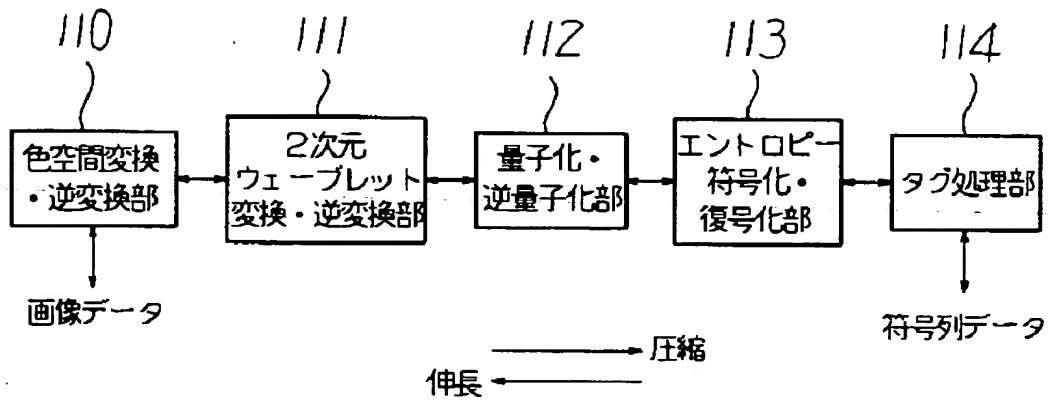 110
111
112
113
114
色空間変換
・逆変換部
2次元
ウェーブレット
変換・逆変換部
量子化・
逆量子化部
エントロピー
符号化・
復号化部
タグ処理部
画像データ
符号列データ
圧縮
伸長